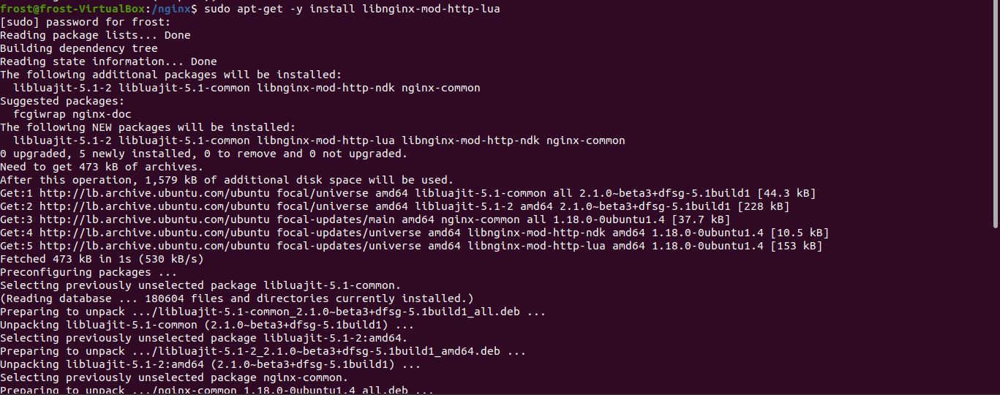 frost@frost-VirtualBox:/nginx$ sudo apt-get -y install libnginx-mod-http-lua
[sudo] password for frost:
Reading package lists... Done
Building dependency tree
Reading state information... Done
The following additional packages will be installed:
  libluajit-5.1-2 libluajit-5.1-common libnginx-mod-http-ndk nginx-common
Suggested packages:
  fcgiwrap nginx-doc
The following NEW packages will be installed:
  libluajit-5.1-2 libluajit-5.1-common libnginx-mod-http-lua libnginx-mod-http-ndk nginx-common
0 upgraded, 5 newly installed, 0 to remove and 0 not upgraded.
Need to get 473 kB of archives.
After this operation, 1,579 kB of additional disk space will be used.
Get:1 http://lb.archive.ubuntu.com/ubuntu focal/universe amd64 libluajit-5.1-common all 2.1.0~beta3+dfsg-5.1build1 [44.3 kB]
Get:2 http://lb.archive.ubuntu.com/ubuntu focal/universe amd64 libluajit-5.1-2 amd64 2.1.0~beta3+dfsg-5.1build1 [228 kB]
Get:3 http://lb.archive.ubuntu.com/ubuntu focal-updates/main amd64 nginx-common all 1.18.0-0ubuntu1.4 [37.7 kB]
Get:4 http://lb.archive.ubuntu.com/ubuntu focal-updates/universe amd64 libnginx-mod-http-ndk amd64 1.18.0-0ubuntu1.4 [10.5 kB]
Get:5 http://lb.archive.ubuntu.com/ubuntu focal-updates/universe amd64 libnginx-mod-http-lua amd64 1.18.0-0ubuntu1.4 [153 kB]
Fetched 473 kB in 1s (530 kB/s)
Preconfiguring packages ...
Selecting previously unselected package libluajit-5.1-common.
(Reading database ... 180604 files and directories currently installed.)
Preparing to unpack .../libluajit-5.1-common_2.1.0~beta3+dfsg-5.1build1_all.deb ...
Unpacking libluajit-5.1-common (2.1.0~beta3+dfsg-5.1build1) ...
Selecting previously unselected package libluajit-5.1-2:amd64.
Preparing to unpack .../libluajit-5.1-2_2.1.0~beta3+dfsg-5.1build1_amd64.deb ...
Unpacking libluajit-5.1-2:amd64 (2.1.0~beta3+dfsg-5.1build1) ...
Selecting previously unselected package nginx-common.
Preparing to unpack .../nginx-common_1.18.0-0ubuntu1.4_all.deb ...